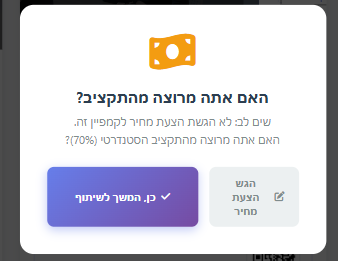 האם אתה מרוצה מהתקציב?
שים לב: לא הגשת הצעת מחיר לקמפיין זה.
האם אתה מרוצה מהתקציב הסטנדרטי (70%)?
הגש
הצעת
מחיר
כן, המשך לשיתוף